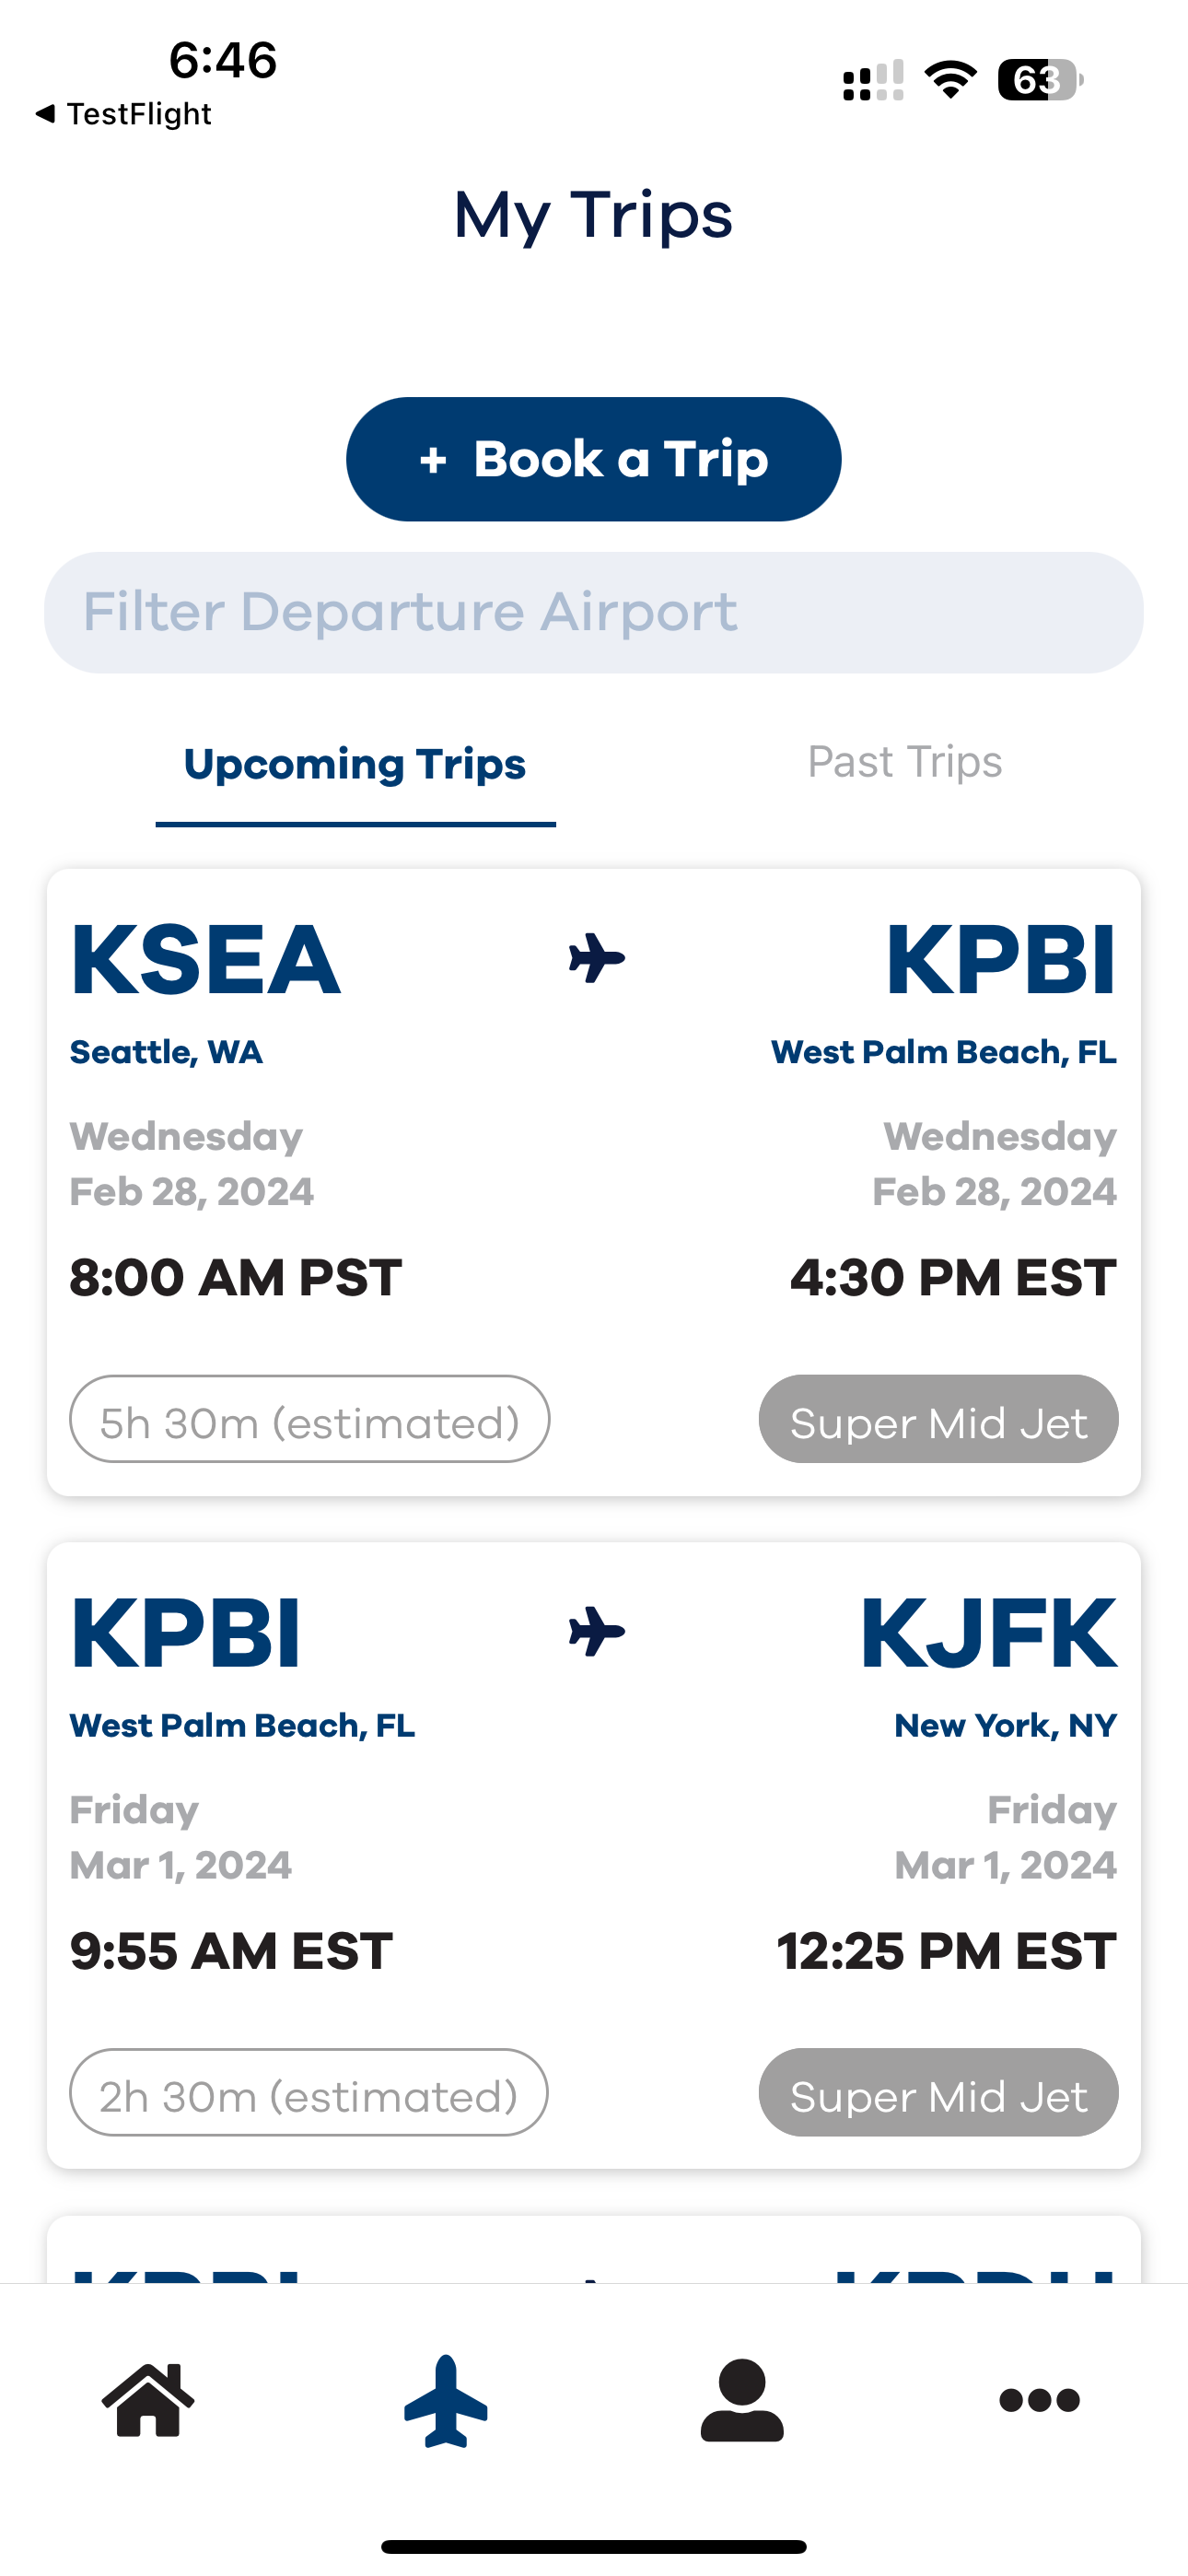 6:46
63
◀ TestFlight
My Trips
+ Book a Trip
Filter Departure Airport
Upcoming Trips
Past Trips
KSEA
KPBI
Seattle, WA
West Palm Beach, FL
Wednesday
Wednesday
Feb 28, 2024
Feb 28, 2024
8:00 AM PST
4:30 PM EST
5h 30m (estimated)
Super Mid Jet
KPBI
KJFK
West Palm Beach, FL
New York, NY
Friday
Friday
Mar 1, 2024
Mar 1, 2024
9:55 AM EST
12:25 PM EST
2h 30m (estimated)
Super Mid Jet